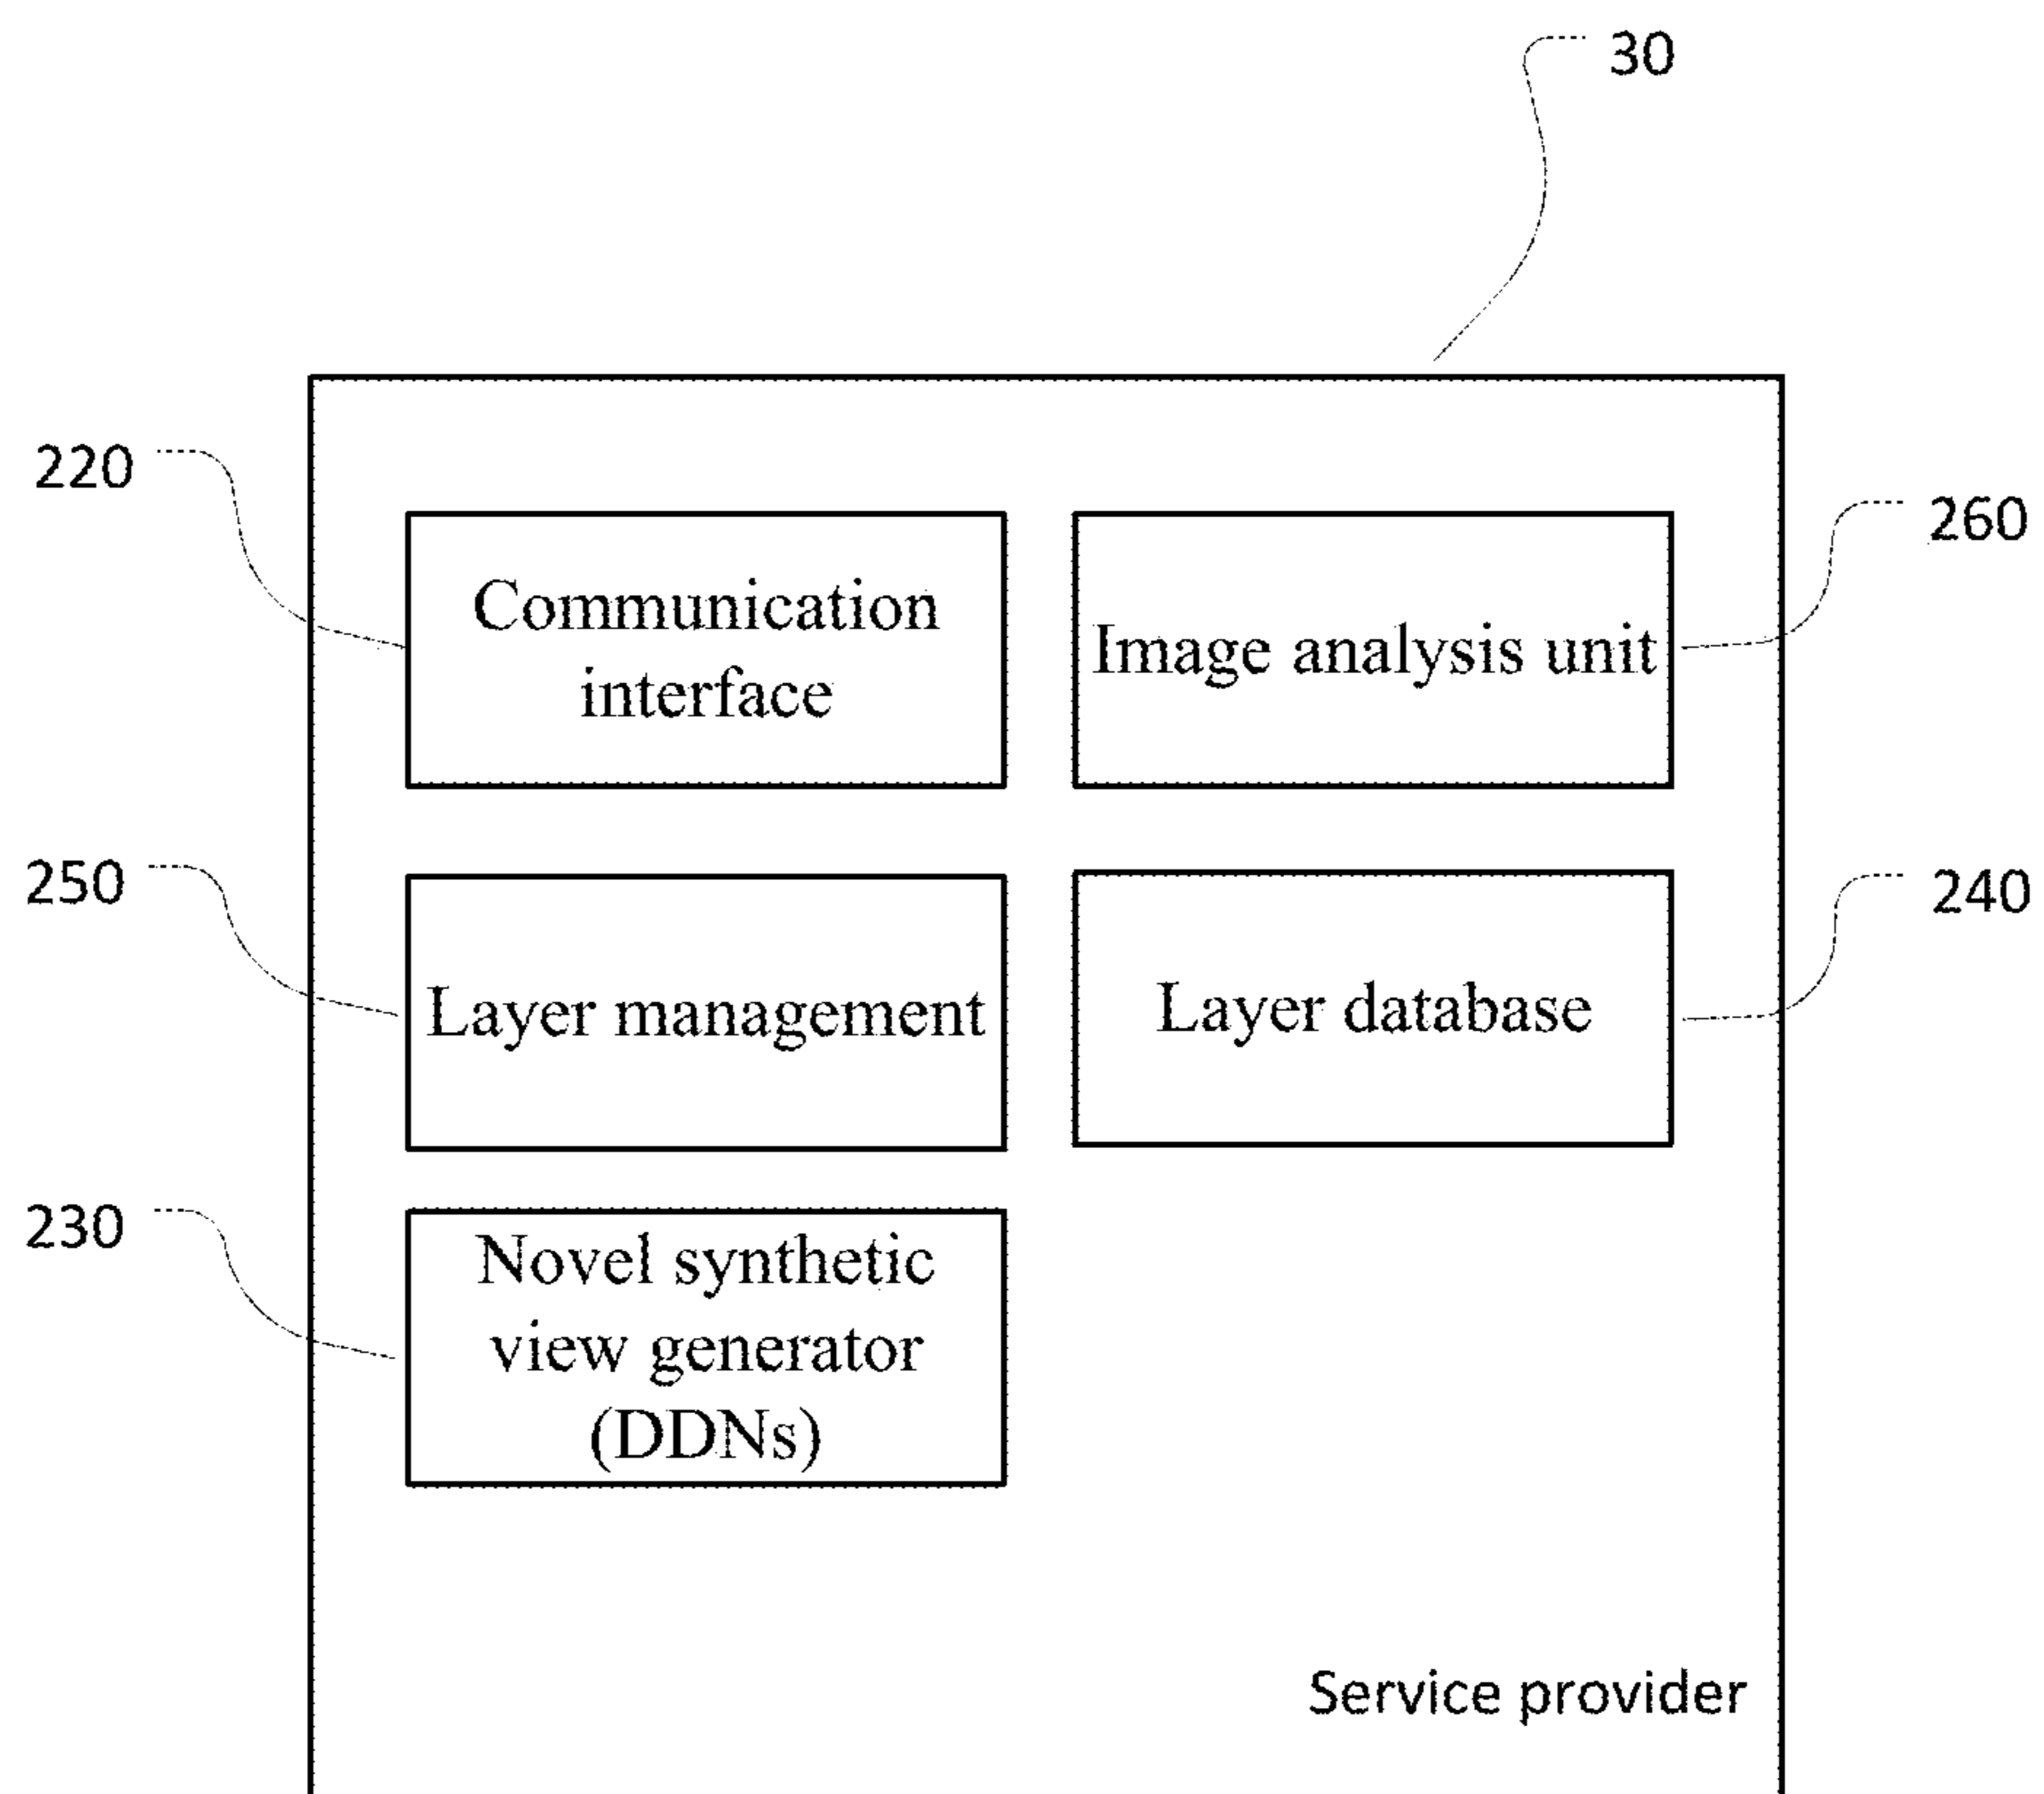 30
220
Communication
interface
260
Image analysis unit
250
Layer management
240
Layer database
230
Novel synthetic
view generator
(DDNs)
Service provider